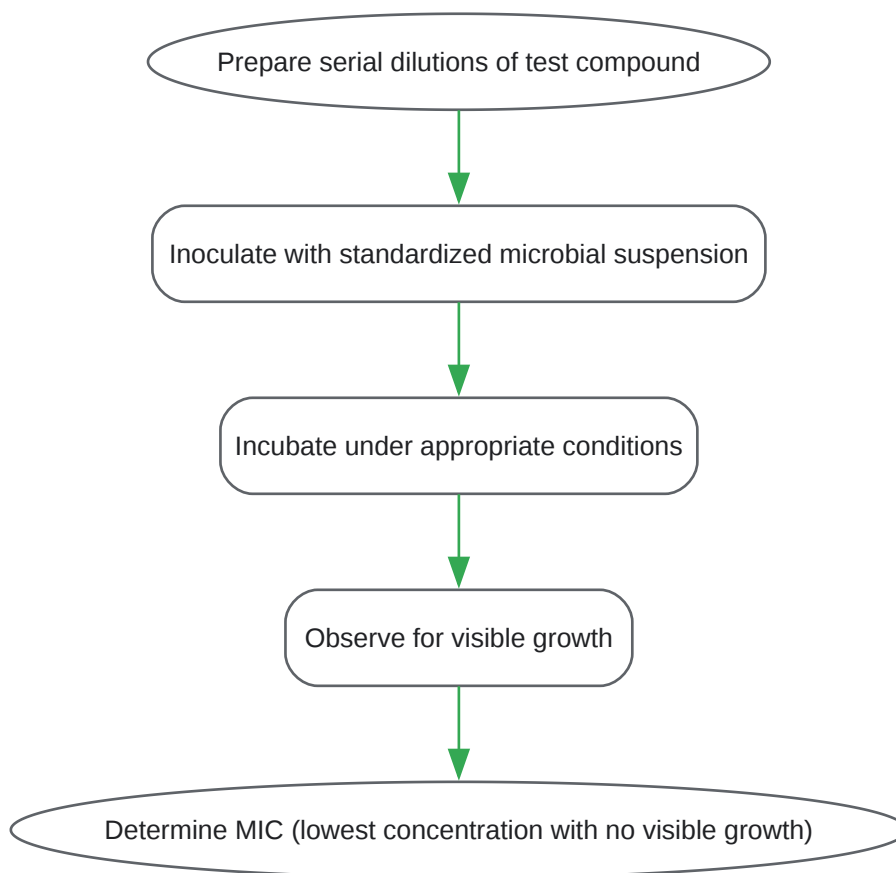 Prepare serial dilutions of test compound
Inoculate with standardized microbial suspension
Incubate under appropriate conditions
Observe for visible growth
Determine MIC (lowest concentration with no visible growth)